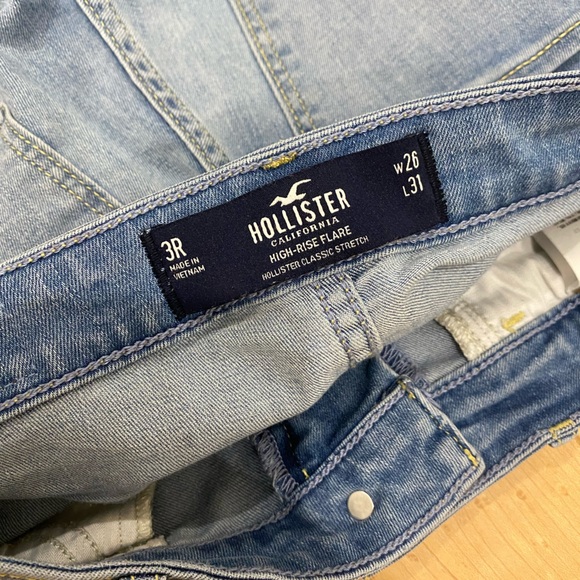 3R
MADE IN
VIETNAM
HOLLISTER
CALIFORNIA
HIGH-RISE FLARE
HOLLISTER CLASSIC STRETCH
W26
L31